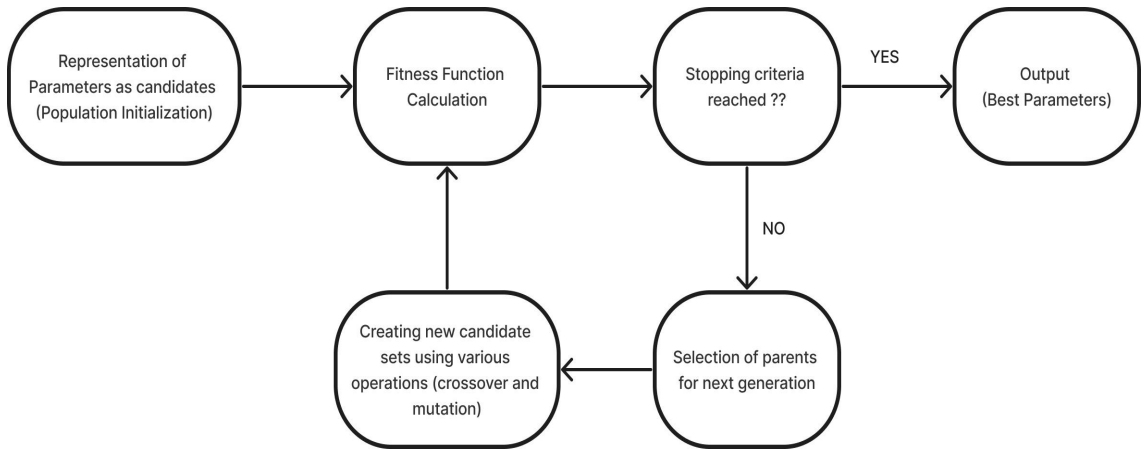 Representation of
Parameters as candidates
(Population Initialization)
Fitness Function
Calculation
Stopping criteria
reached ??
YES
Output
(Best Parameters)
NO
Creating new candidate
sets using various
operations (crossover and
mutation)
Selection of parents
for next generation